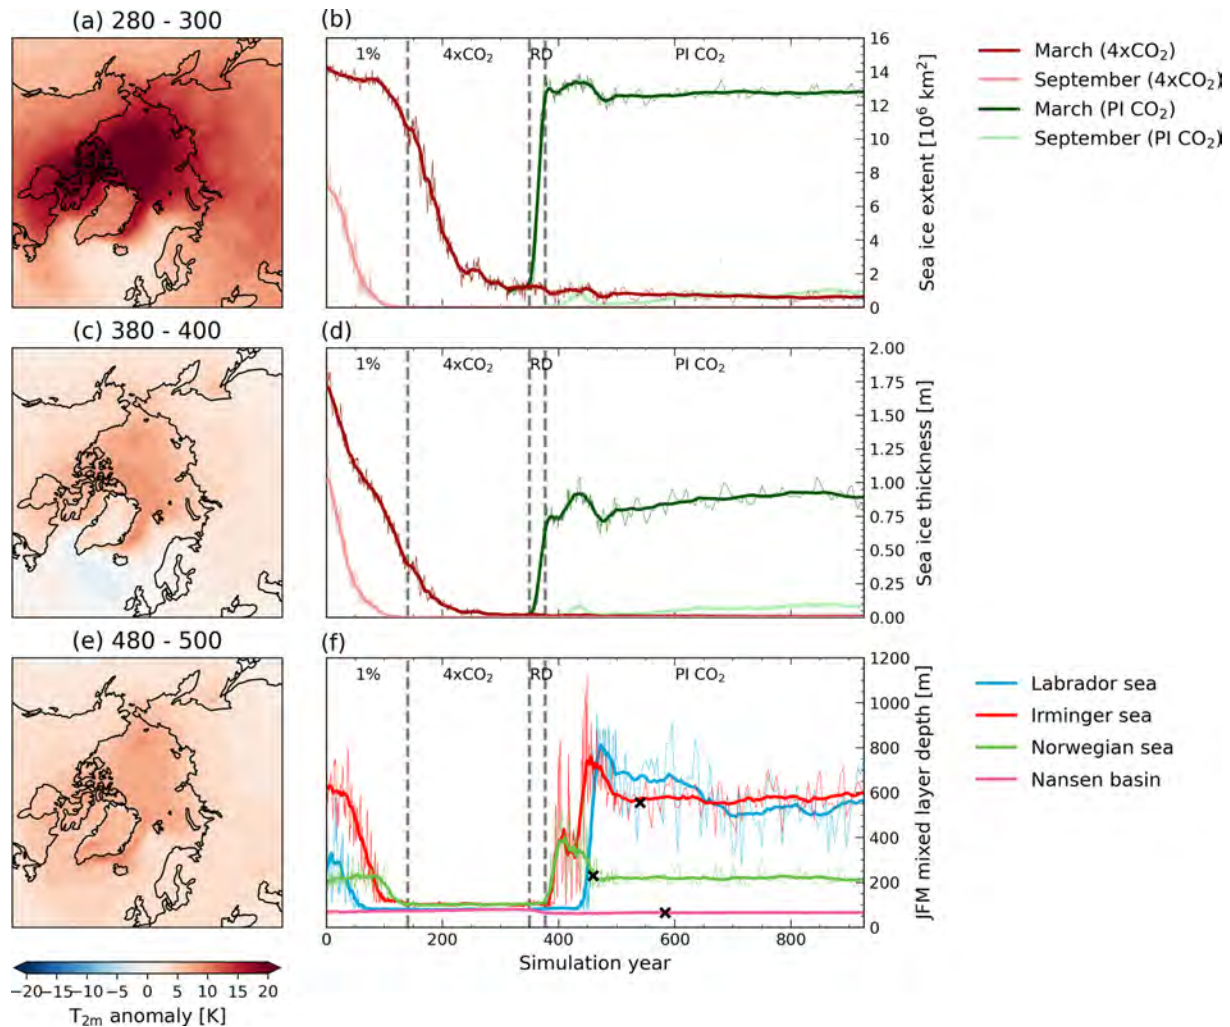 (a) 280 - 300
(b)
1% 4xCO₂ RD PI CO₂
16
14
12
10
8
6
4
2
0
Sea ice extent [10⁶ km²]
March (4xCO₂)
September (4xCO₂)
March (PI CO₂)
September (PI CO₂)
(c) 380 - 400
(d)
1% 4xCO₂ RD PI CO₂
2.00
1.75
1.50
1.25
1.00
0.75
0.50
0.25
0.00
Sea ice thickness [m]
(e) 480 - 500
(f)
1% 4xCO₂ RD PI CO₂
1200
1000
800
600
400
200
0
JFM mixed layer depth [m]
Labrador sea
Irminger sea
Norwegian sea
Nansen basin
0 200 400 600 800
Simulation year
−20 −15 −10 −5 0 5 10 15 20
T₂ₘ anomaly [K]